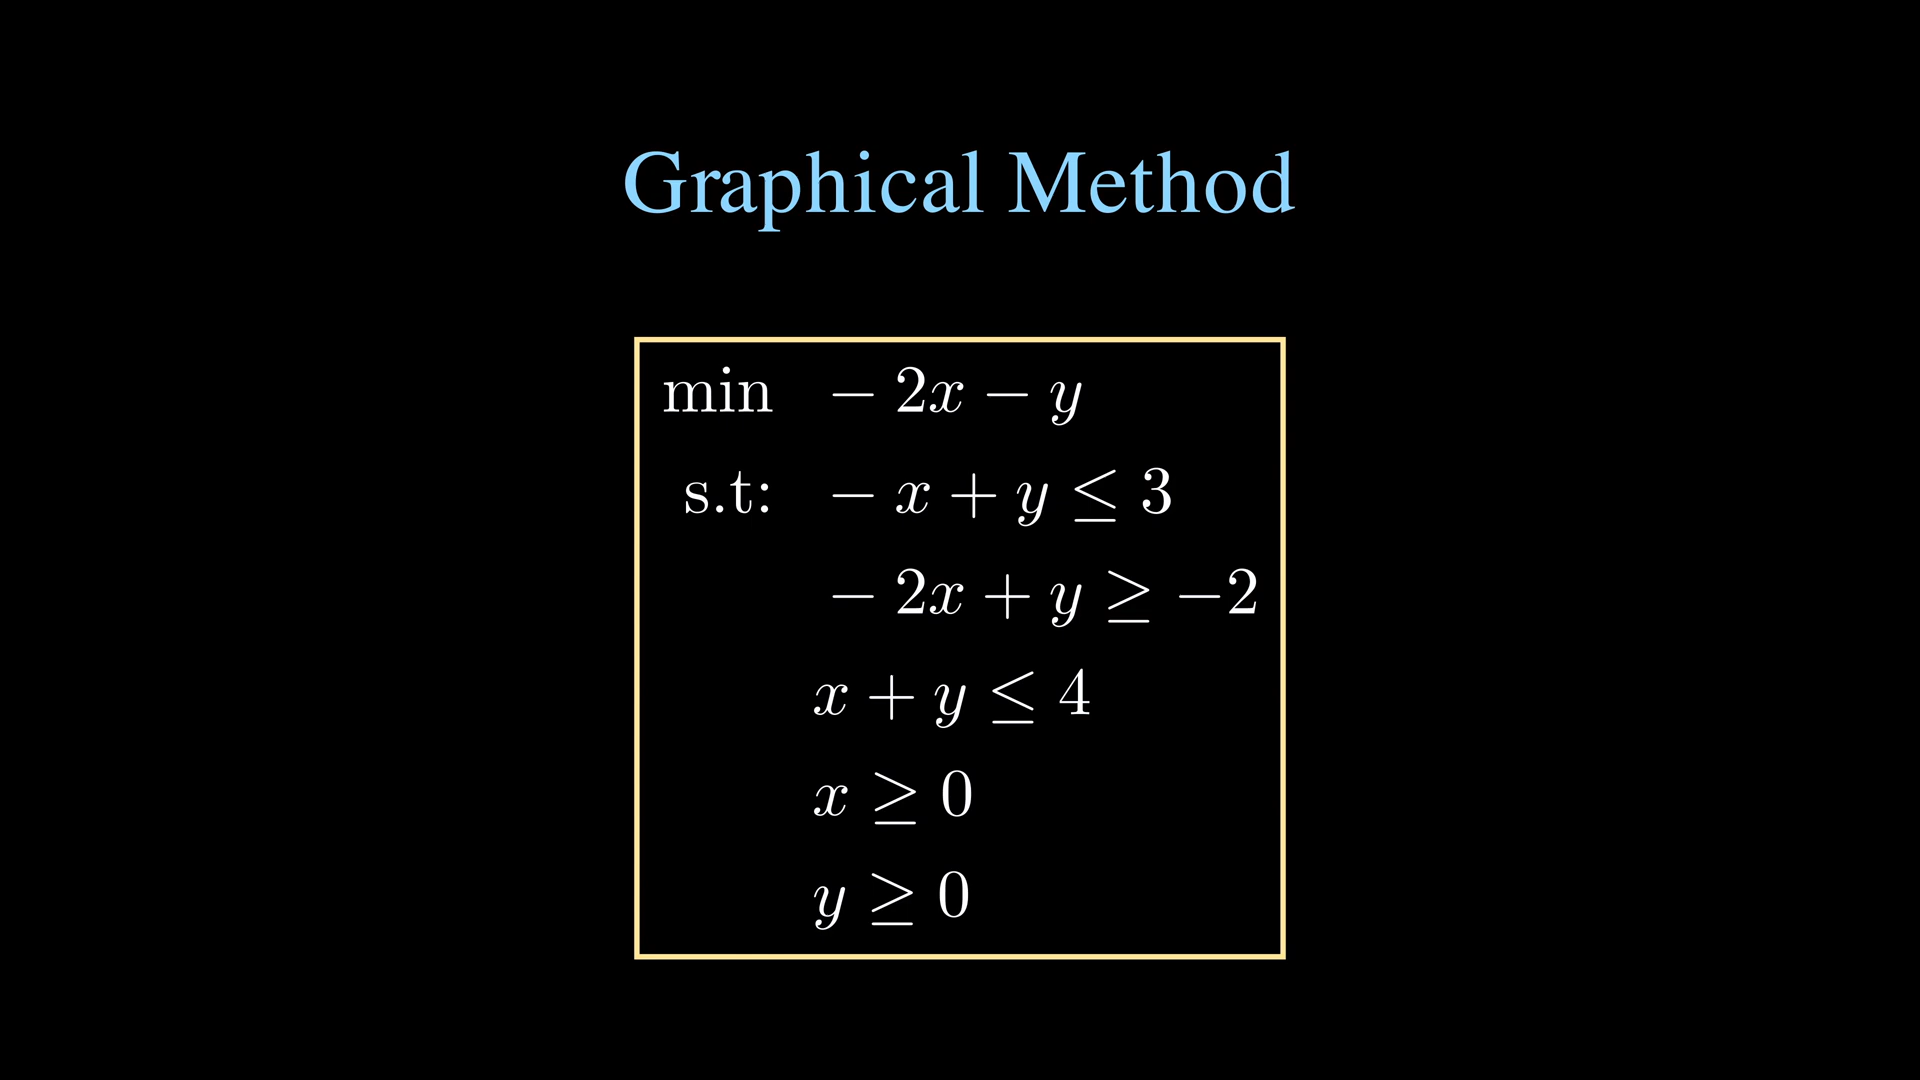 Graphical Method
min − 2x − y
s.t: − x + y ≤ 3
− 2x + y ≥ −2
x + y ≤ 4
x ≥ 0
y ≥ 0